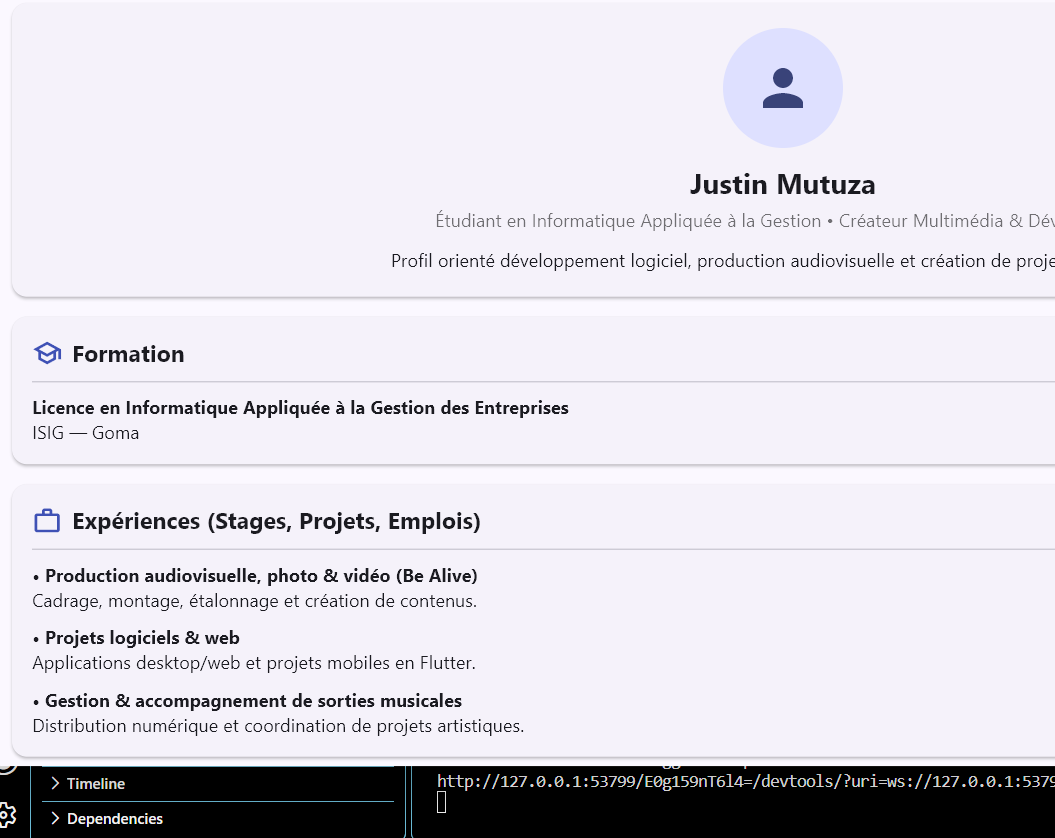 Justin Mutuza
Étudiant en Informatique Appliquée à la Gestion • Créateur Multimédia &
Profil orienté développement logiciel, production audiovisuelle et création de
Formation
Licence en Informatique Appliquée à la Gestion des Entreprises
ISIG — Goma
Expériences (Stages, Projets, Emplois)
• Production audiovisuelle, photo & vidéo (Be Alive)
Cadrage, montage, étalonnage et création de contenus.
• Projets logiciels & web
Applications desktop/web et projets mobiles en Flutter.
• Gestion & accompagnement de sorties musicales
Distribution numérique et coordination de projets artistiques.
Timeline
http://127.0.0.1:53799/E0g159nT6l4=/devtools/?uri=ws://127.0.0.1:5379
Dependencies